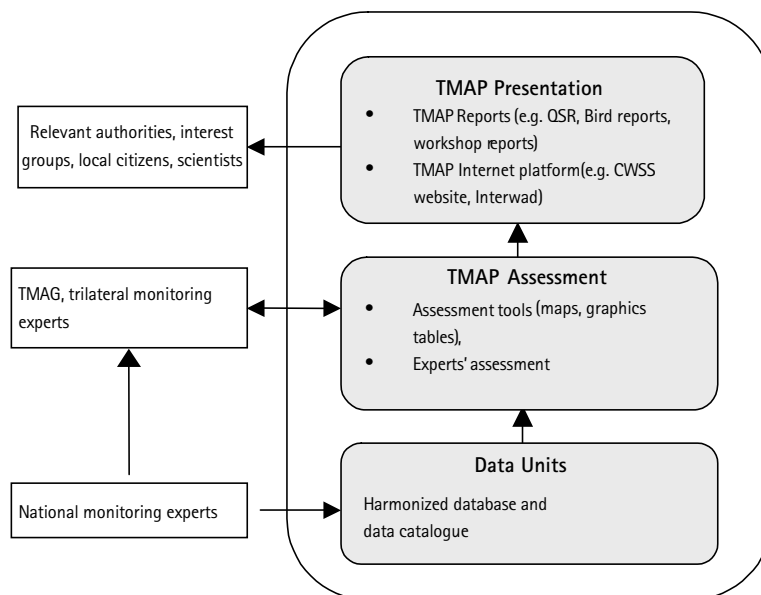 TMAP Presentation
• TMAP Reports (e.g. QSR, Bird reports,
workshop reports)
• TMAP Internet platform(e.g. CWSS
website, Interwad)
Relevant authorities, interest
groups, local citizens, scientists
TMAP Assessment
• Assessment tools (maps, graphics
tables),
• Experts' assessment
TMAG, trilateral monitoring
experts
Data Units
Harmonized database and
data catalogue
National monitoring experts